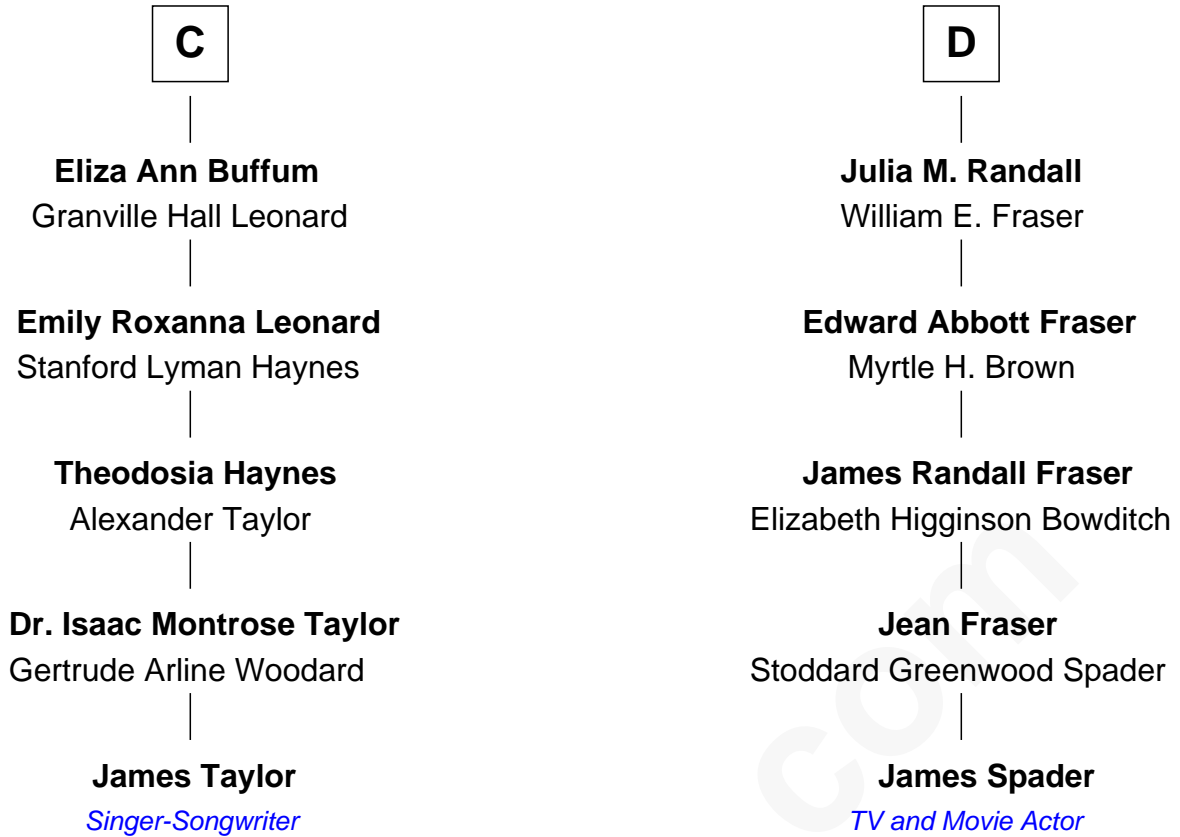 C
Eliza Ann Buffum
Granville Hall Leonard
Emily Roxanna Leonard
Stanford Lyman Haynes
Theodosia Haynes
Alexander Taylor
Dr. Isaac Montrose Taylor
Gertrude Arline Woodard
James Taylor
Singer-Songwriter
D
Julia M. Randall
William E. Fraser
Edward Abbott Fraser
Myrtle H. Brown
James Randall Fraser
Elizabeth Higginson Bowditch
Jean Fraser
Stoddard Greenwood Spader
James Spader
TV and Movie Actor
com